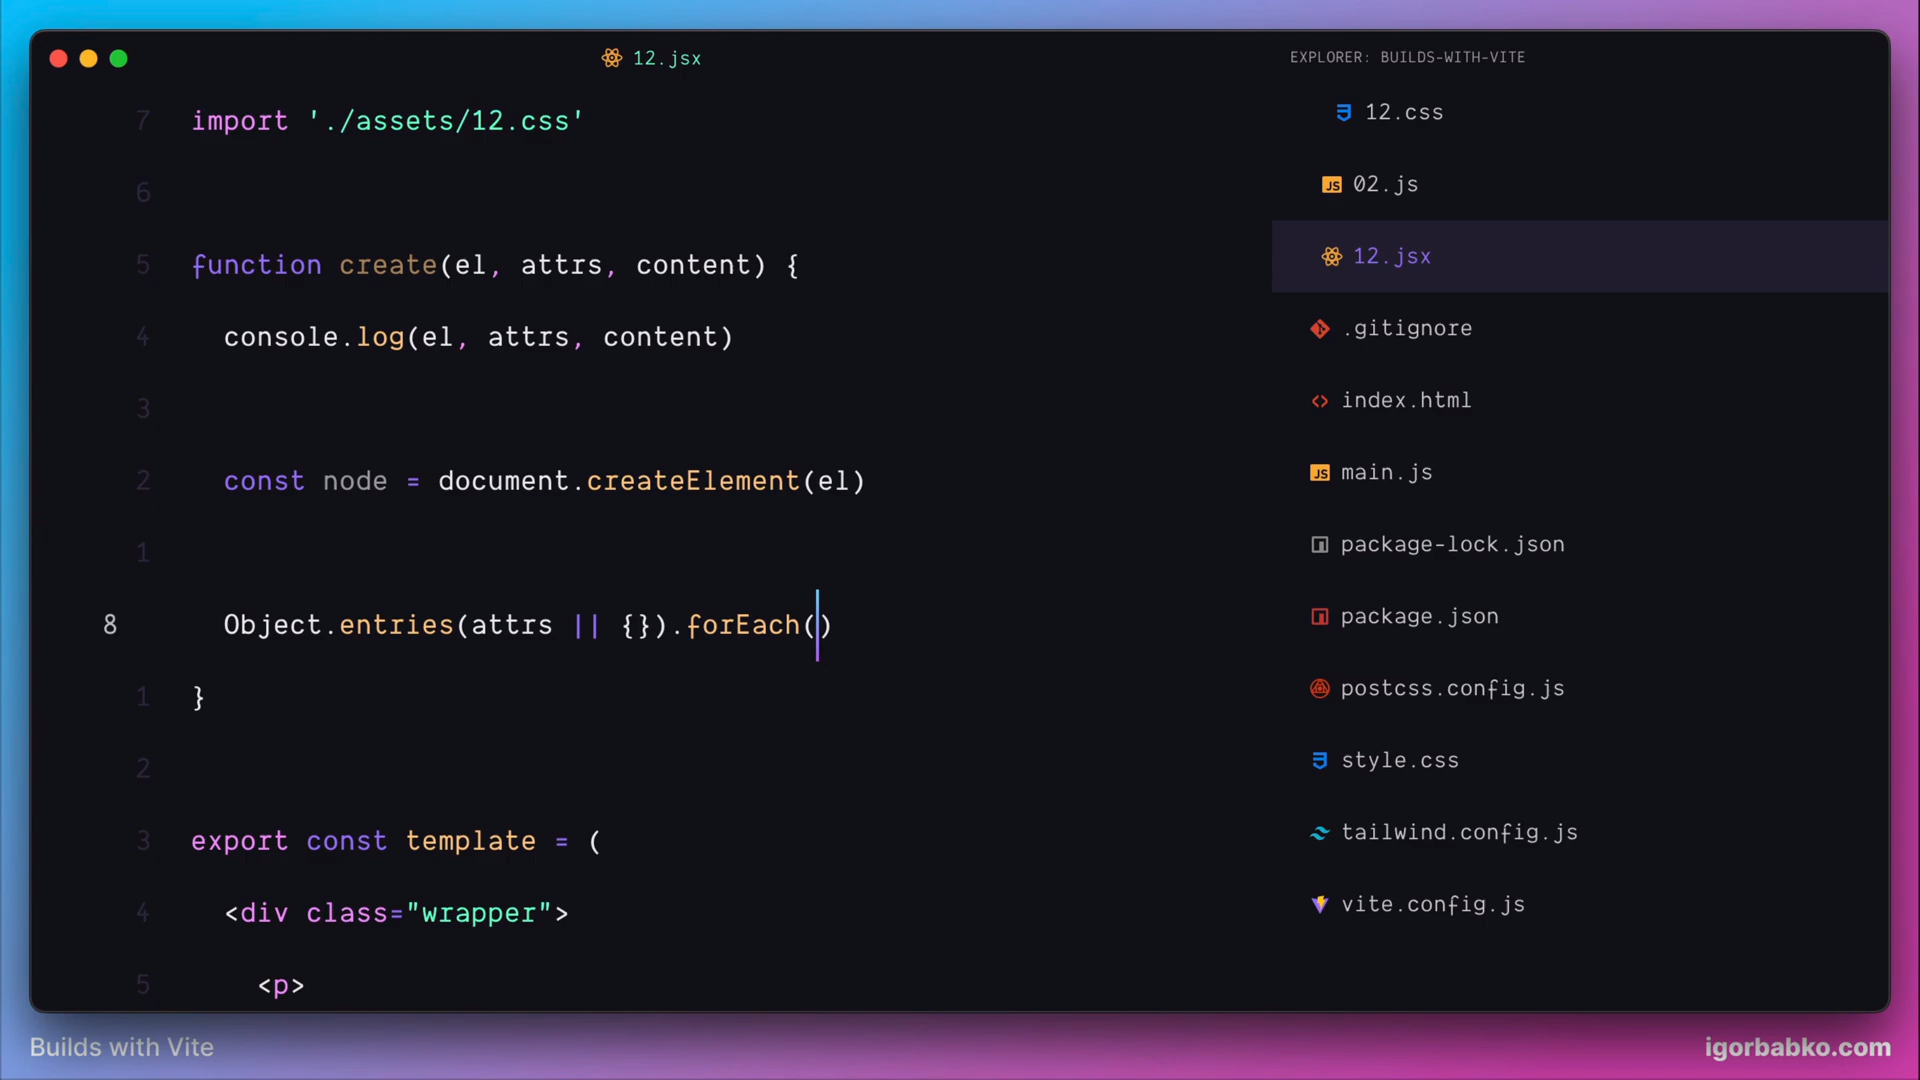 12.jsx
7 import './assets/12.css'
6
5 function create(el, attrs, content) {
4 console.log(el, attrs, content)
3
2 const node = document.createElement(el)
1
8 Object.entries(attrs || {}).forEach()
1 }
2
3 export const template = (
4 <div class="wrapper">
5 <p>
EXPLORER: BUILDS-WITH-VITE
12.css
JS 02.js
12.jsx
.gitignore
index.html
JS main.js
package-lock.json
package.json
postcss.config.js
style.css
tailwind.config.js
vite.config.js
Builds with Vite
igorbabko.com